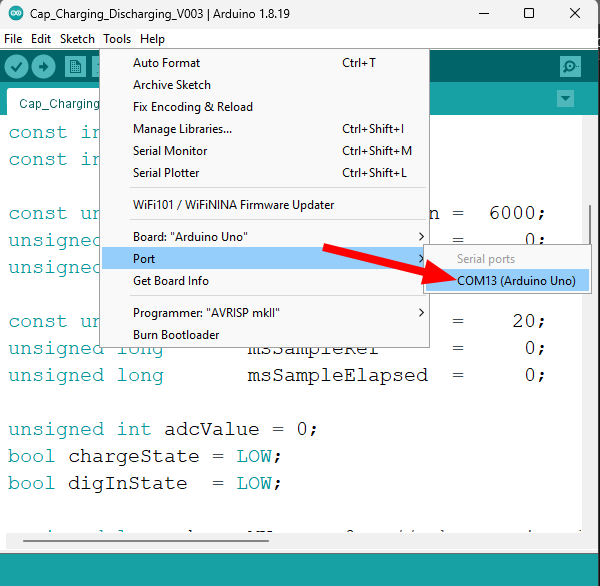 Cap_Charging_Discharging_V003 | Arduino 1.8.19
File Edit Sketch Tools Help
Auto Format Ctrl+T
Archive Sketch
Cap_Charging
Fix Encoding & Reload
const in
Manage Libraries... Ctrl+Shift+I
const in
Serial Monitor Ctrl+Shift+M
Serial Plotter Ctrl+Shift+L
WiFi101 / WiFiNINA Firmware Updater
const un n = 6000;
Board: "Arduino Uno"
unsigned = 0;
Port
Serial ports
unsigned
Get Board Info
COM13 (Arduino Uno)
Programmer: "AVRISP mkII"
const un = 20;
Burn Bootloader
unsigned long msSampleRef = 0;
unsigned long msSampleElapsed = 0;
unsigned int adcValue = 0;
bool chargeState = LOW;
bool digInState = LOW;